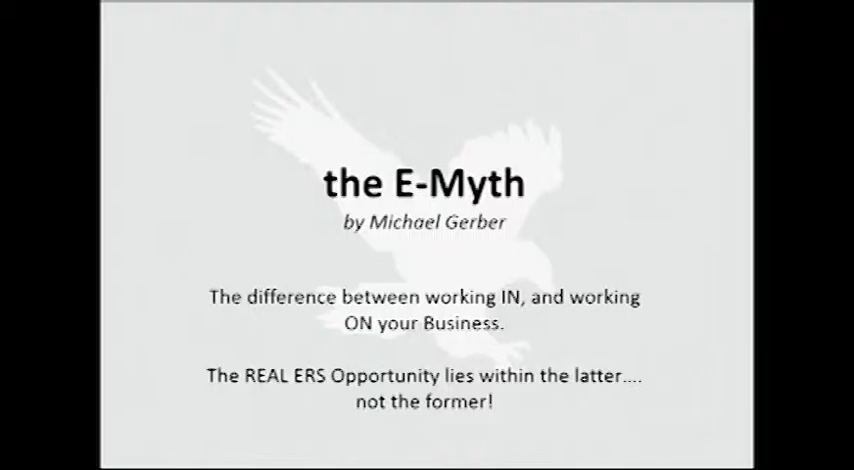 the E-Myth
by Michael Gerber
The difference between working IN, and working
ON your Business.
The REAL ERS Opportunity lies within the latter....
not the former!